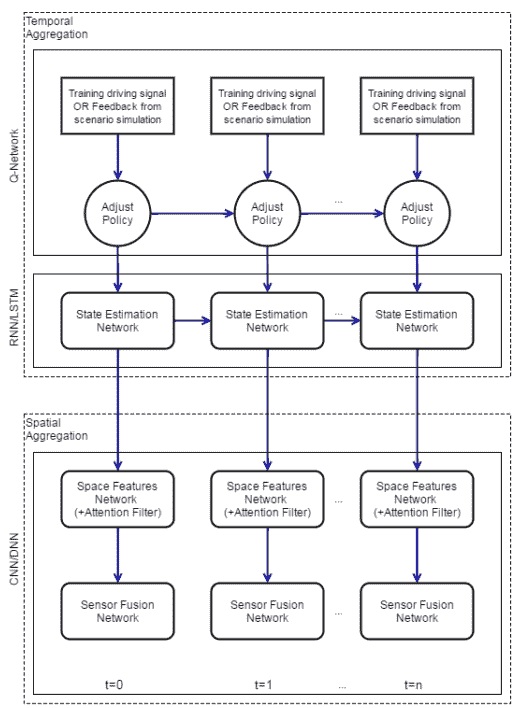 Temporal
Aggregation
Q-Network
Training driving signal
OR Feedback from
scenario simulation
Training driving signal
OR Feedback from
scenario simulation
Training driving signal
OR Feedback from
scenario simulation
Adjust
Policy
Adjust
Policy
...
Adjust
Policy
RNN/LSTM
State Estimation
Network
State Estimation
Network
...
State Estimation
Network
Spatial
Aggregation
CNN/DNN
Space Features
Network
(+Attention Filter)
Space Features
Network
(+Attention Filter)
...
Space Features
Network
(+Attention Filter)
Sensor Fusion
Network
Sensor Fusion
Network
...
Sensor Fusion
Network
t=0
t=1
...
t=n